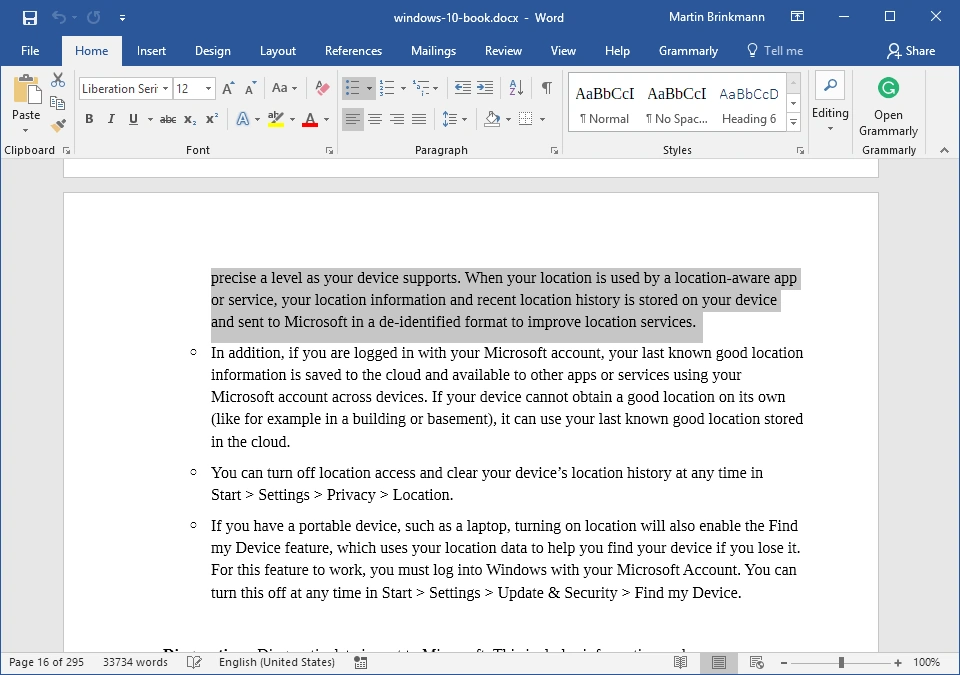 windows-10-book.docx - Word
Martin Brinkmann
File Home Insert Design Layout References Mailings Review View Help Grammarly Tell me Share
Paste
Clipboard
Liberation Seri 12 Aa
B I U abc x₂ x² A ab A
Font
Paragraph
AaBbCcI AaBbCcI AaBbCcD
¶ Normal ¶ No Spac... Heading 6
Styles
Editing
Open
Grammarly
Grammarly
precise a level as your device supports. When your location is used by a location-aware app
or service, your location information and recent location history is stored on your device
and sent to Microsoft in a de-identified format to improve location services.
In addition, if you are logged in with your Microsoft account, your last known good location
information is saved to the cloud and available to other apps or services using your
Microsoft account across devices. If your device cannot obtain a good location on its own
(like for example in a building or basement), it can use your last known good location stored
in the cloud.
You can turn off location access and clear your device’s location history at any time in
Start > Settings > Privacy > Location.
If you have a portable device, such as a laptop, turning on location will also enable the Find
my Device feature, which uses your location data to help you find your device if you lose it.
For this feature to work, you must log into Windows with your Microsoft Account. You can
turn this off at any time in Start > Settings > Update & Security > Find my Device.
Page 16 of 295 33734 words English (United States) 100%